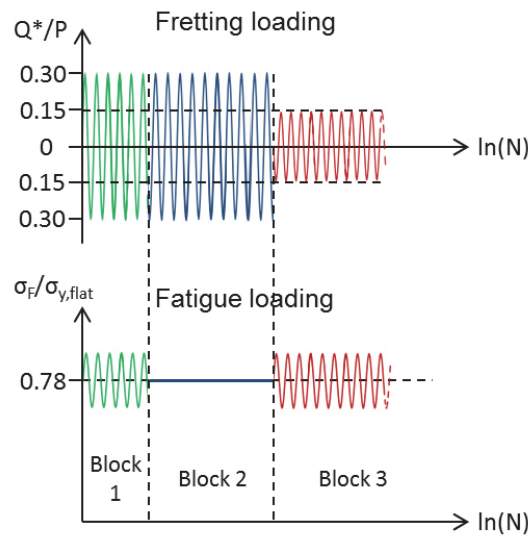 Fretting loading
Q*/P
0.30
0.15
0
0.15
0.30
ln(N)
Fatigue loading
σF/σy,flat
0.78
Block 1
Block 2
Block 3
ln(N)